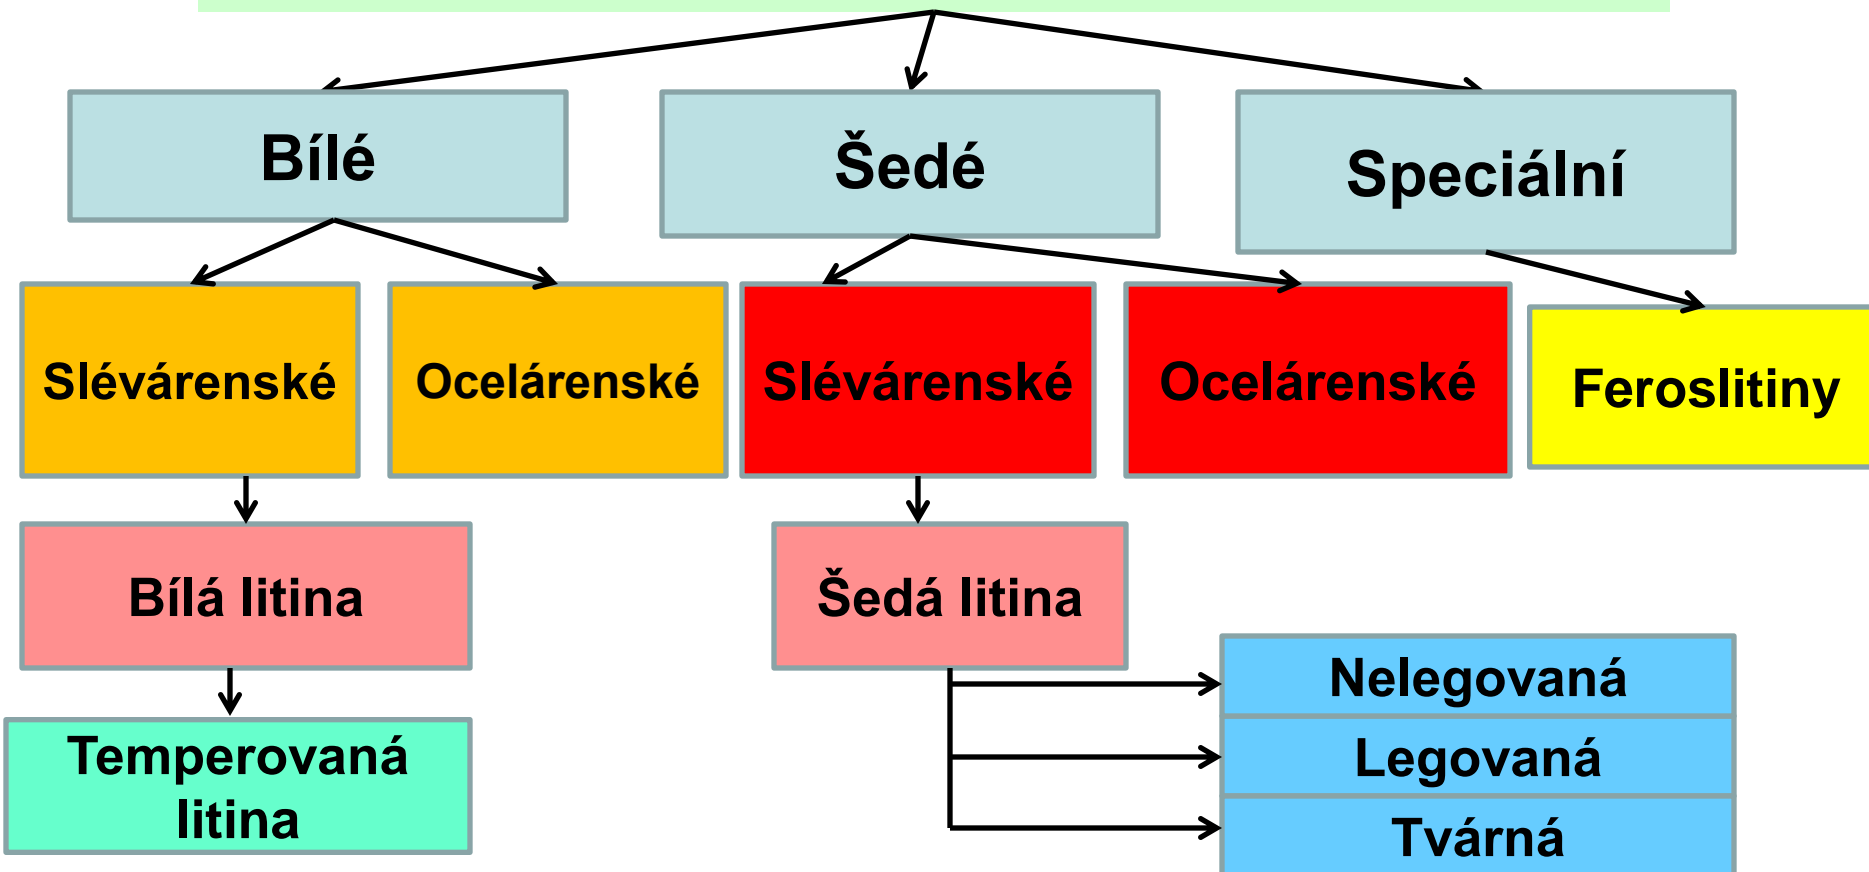 Bílé
Šedé
Speciální
Slévárenské
Ocelárenské
Slévárenské
Ocelárenské
Feroslitiny
Bílá litina
Šedá litina
Nelegovaná
Legovaná
Tvárná
Temperovaná
litina